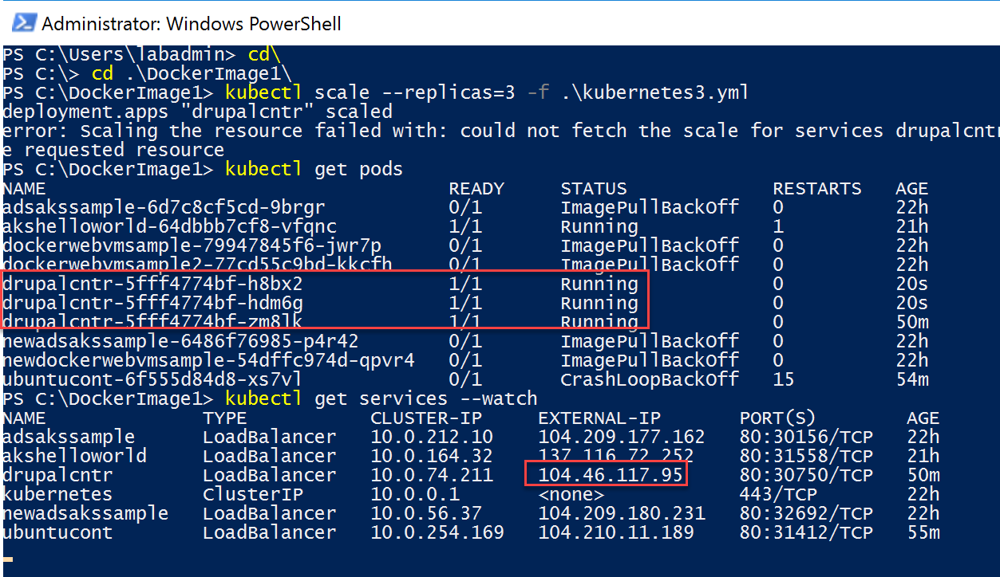 Administrator: Windows PowerShell
PS C:\Users\labadmin> cd\
PS C:\> cd .\DockerImage1\
PS C:\DockerImage1> kubectl scale --replicas=3 -f .\kubernetes3.yml
deployment.apps "drupalcntr" scaled
error: Scaling the resource failed with: could not fetch the scale for services drupalcntr
e requested resource
PS C:\DockerImage1> kubectl get pods
NAME READY STATUS RESTARTS AGE
adsakssample-6d7c8cf5cd-9brgr 0/1 ImagePullBackOff 0 22h
akshelloworld-64dbbb7cf8-vfqnc 1/1 Running 1 21h
dockerwebvmsample-79947845f6-jwr7p 0/1 ImagePullBackOff 0 22h
dockerwebvmsample2-77cd55c9bd-kkcfh 0/1 ImagePullBackOff 0 22h
drupalcntr-5fff4774bf-h8bx2 1/1 Running 0 20s
drupalcntr-5fff4774bf-hdm6g 1/1 Running 0 20s
drupalcntr-5fff4774bf-zm8lk 1/1 Running 0 50m
newadsakssample-6486f76985-p4r42 0/1 ImagePullBackOff 0 22h
newdockerwebvmsample-54dffc974d-qpvr4 0/1 ImagePullBackOff 0 22h
ubuntucont-6f555d84d8-xs7vl 0/1 CrashLoopBackOff 15 54m
PS C:\DockerImage1> kubectl get services --watch
NAME TYPE CLUSTER-IP EXTERNAL-IP PORT(S) AGE
adsakssample LoadBalancer 10.0.212.10 104.209.177.162 80:30156/TCP 22h
akshelloworld LoadBalancer 10.0.164.32 137.116.72.252 80:31558/TCP 21h
drupalcntr LoadBalancer 10.0.74.211 104.46.117.95 80:30750/TCP 50m
kubernetes ClusterIP 10.0.0.1 <none> 443/TCP 22h
newadsakssample LoadBalancer 10.0.56.37 104.209.180.231 80:32692/TCP 22h
ubuntucont LoadBalancer 10.0.254.169 104.210.11.189 80:31412/TCP 55m